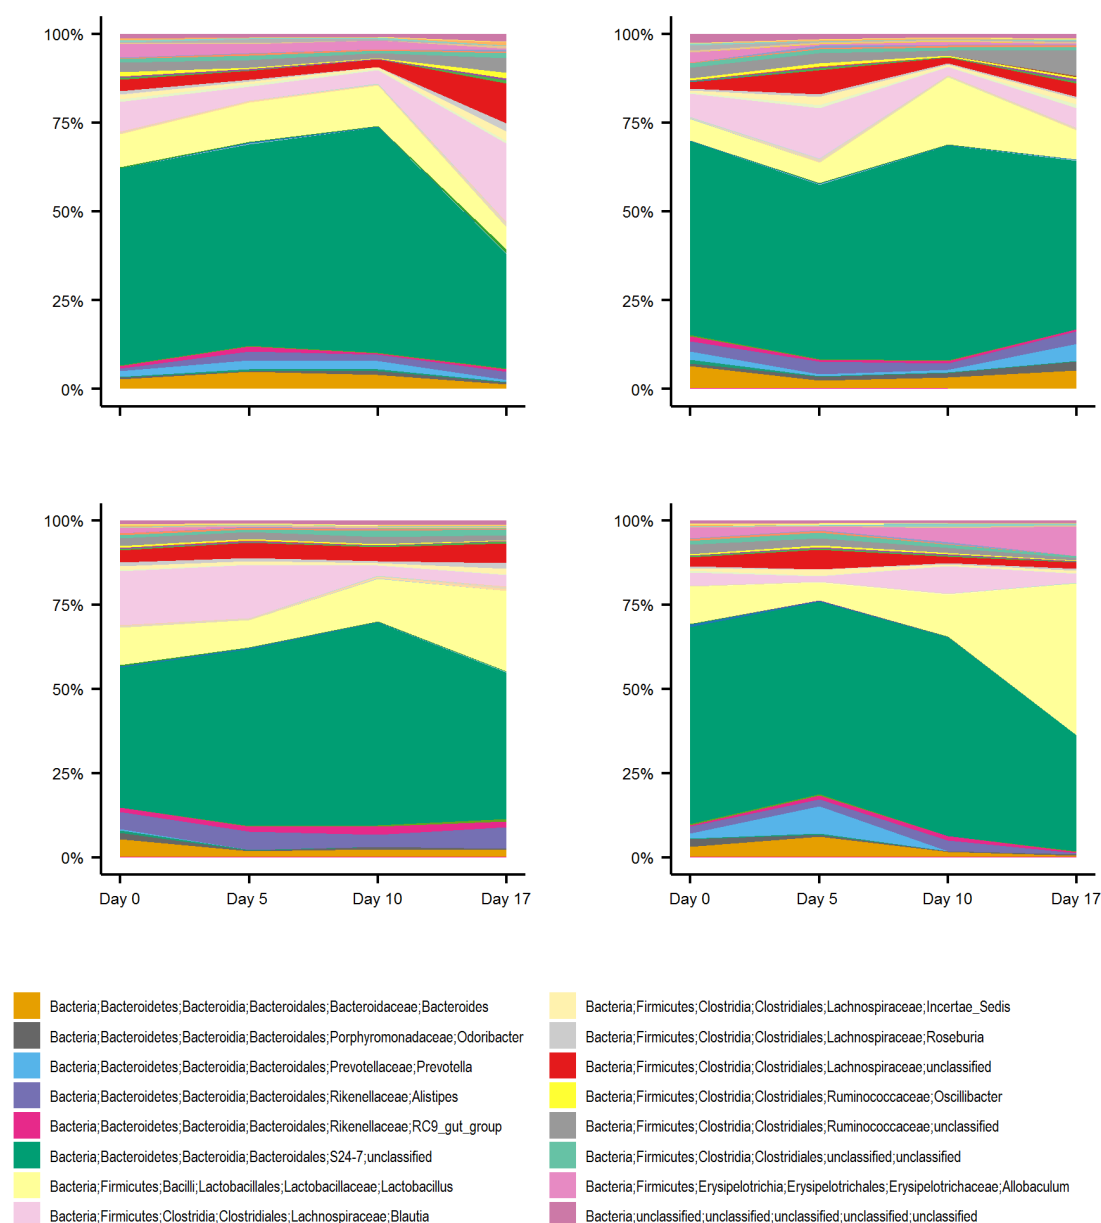 100%
75%
50%
25%
0%
100%
75%
50%
25%
0%
100%
75%
50%
25%
0%
Day 0 Day 5 Day 10 Day 17
100%
75%
50%
25%
0%
Day 0 Day 5 Day 10 Day 17
Bacteria;Bacteroidetes;Bacteroidia;Bacteroidales;Bacteroidaceae;Bacteroides
Bacteria;Bacteroidetes;Bacteroidia;Bacteroidales;Porphyromonadaceae;Odoribacter
Bacteria;Bacteroidetes;Bacteroidia;Bacteroidales;Prevotellaceae;Prevotella
Bacteria;Bacteroidetes;Bacteroidia;Bacteroidales;Rikenellaceae;Alistipes
Bacteria;Bacteroidetes;Bacteroidia;Bacteroidales;Rikenellaceae;RC9_gut_group
Bacteria;Bacteroidetes;Bacteroidia;Bacteroidales;S24-7;unclassified
Bacteria;Firmicutes;Bacilli;Lactobacillales;Lactobacillaceae;Lactobacillus
Bacteria;Firmicutes;Clostridia;Clostridiales;Lachnospiraceae;Blautia
Bacteria;Firmicutes;Clostridia;Clostridiales;Lachnospiraceae;Incertae_Sedis
Bacteria;Firmicutes;Clostridia;Clostridiales;Lachnospiraceae;Roseburia
Bacteria;Firmicutes;Clostridia;Clostridiales;Lachnospiraceae;unclassified
Bacteria;Firmicutes;Clostridia;Clostridiales;Ruminococcaceae;Oscillibacter
Bacteria;Firmicutes;Clostridia;Clostridiales;Ruminococcaceae;unclassified
Bacteria;Firmicutes;Clostridia;Clostridiales;unclassified;unclassified
Bacteria;Firmicutes;Erysipelotrichia;Erysipelotrichales;Erysipelotrichaceae;Allobaculum
Bacteria;unclassified;unclassified;unclassified;unclassified;unclassified